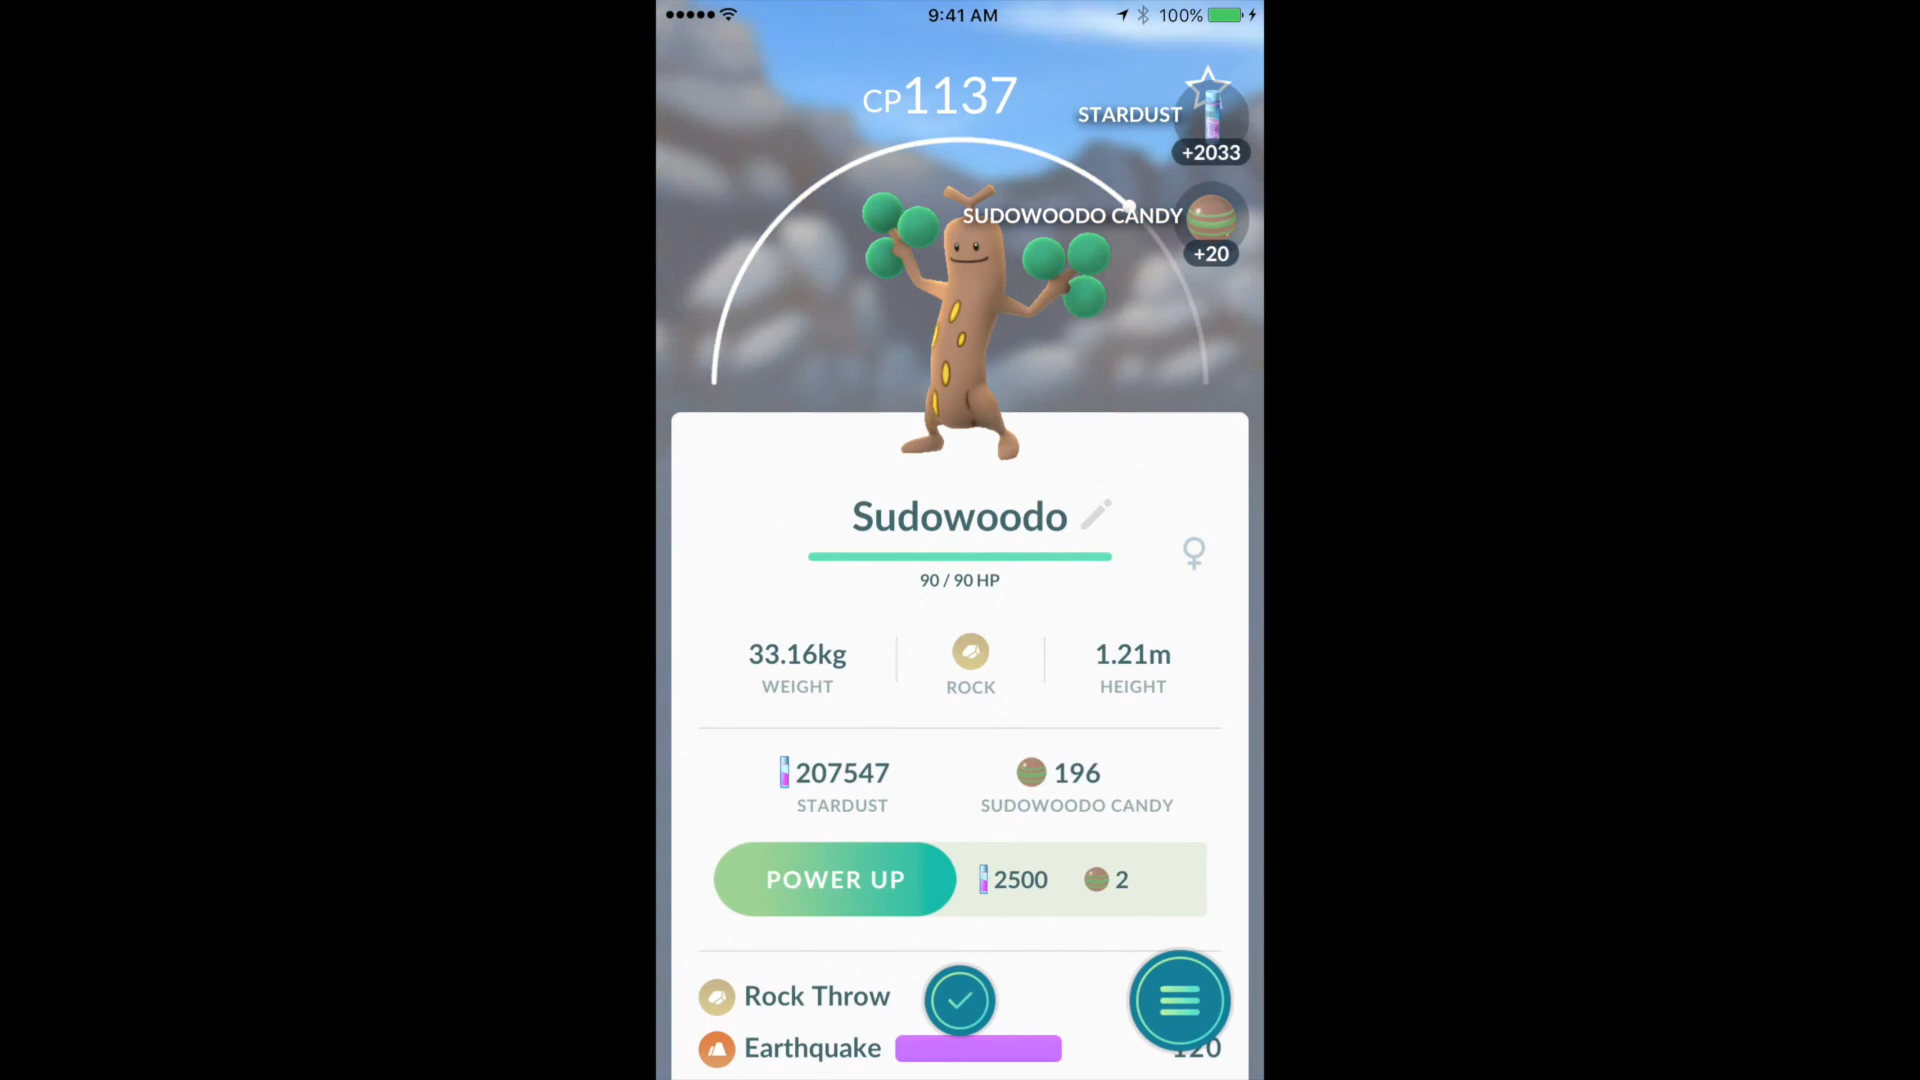 9:41 AM
100%
CP1137
STARDUST
+2033
SUDOWOODO CANDY
+20
Sudowoodo
90 / 90 HP
33.16kg
WEIGHT
ROCK
1.21m
HEIGHT
207547
STARDUST
196
SUDOWOODO CANDY
POWER UP
2500
2
Rock Throw
Earthquake
120